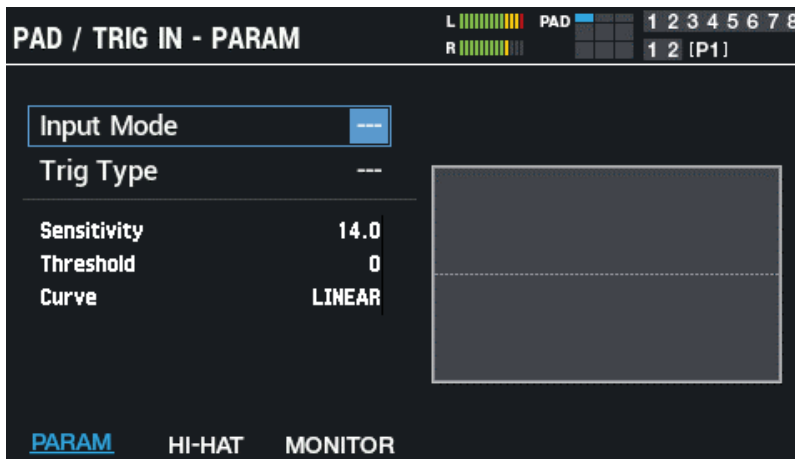 PAD / TRIG IN - PARAM
L PAD 1 2 3 4 5 6 7 8
R 1 2 [P1]
Input Mode ---
Trig Type ---
Sensitivity 14.0
Threshold 0
Curve LINEAR
PARAM HI-HAT MONITOR